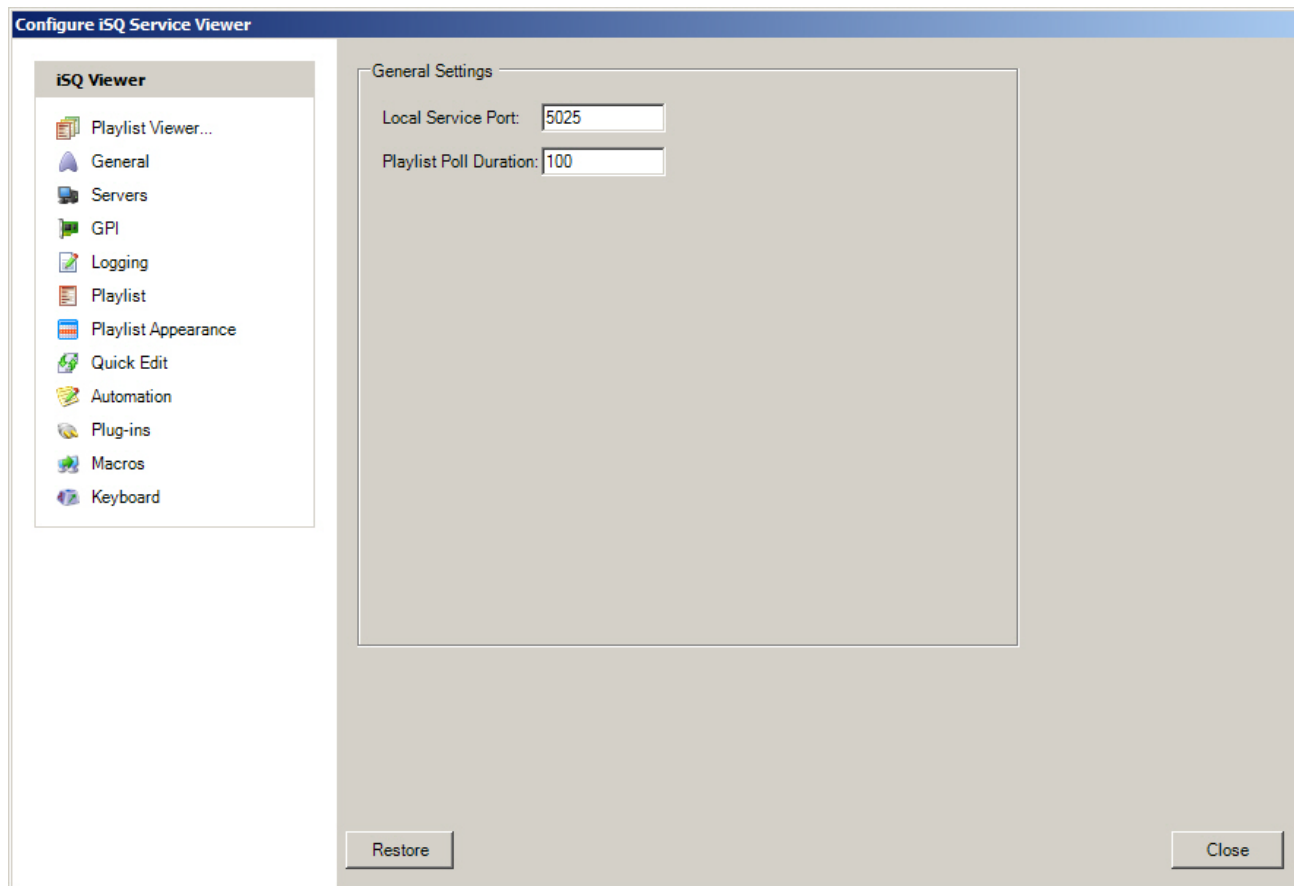 Configure iSQ Service Viewer
iSQ Viewer
Playlist Viewer...
General
Servers
GPI
Logging
Playlist
Playlist Appearance
Quick Edit
Automation
Plug-ins
Macros
Keyboard
General Settings
Local Service Port: 5025
Playlist Poll Duration: 100
Restore
Close